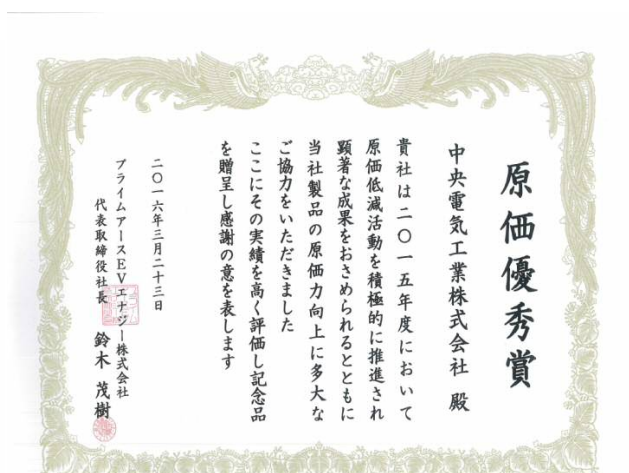 原価優秀賞
中央電気工業株式会社 殿
貴社は二〇一五年度において
原価低減活動を積極的に推進され
顕著な成果をおさめられるとともに
当社製品の原価力向上に多大な
ご協力をいただきました
ここにその実績を高く評価し記念品
を贈呈し感謝の意を表します
二〇一六年三月二十三日
プライムアースEVエナジー株式会社
代表取締役社長 鈴木 茂樹